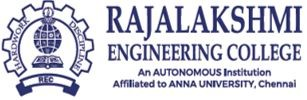 HARDWORK
DISCIPLINE
REC
RAJALAKSHMI
ENGINEERING COLLEGE
An AUTONOMOUS Institution
Affiliated to ANNA UNIVERSITY, Chennai